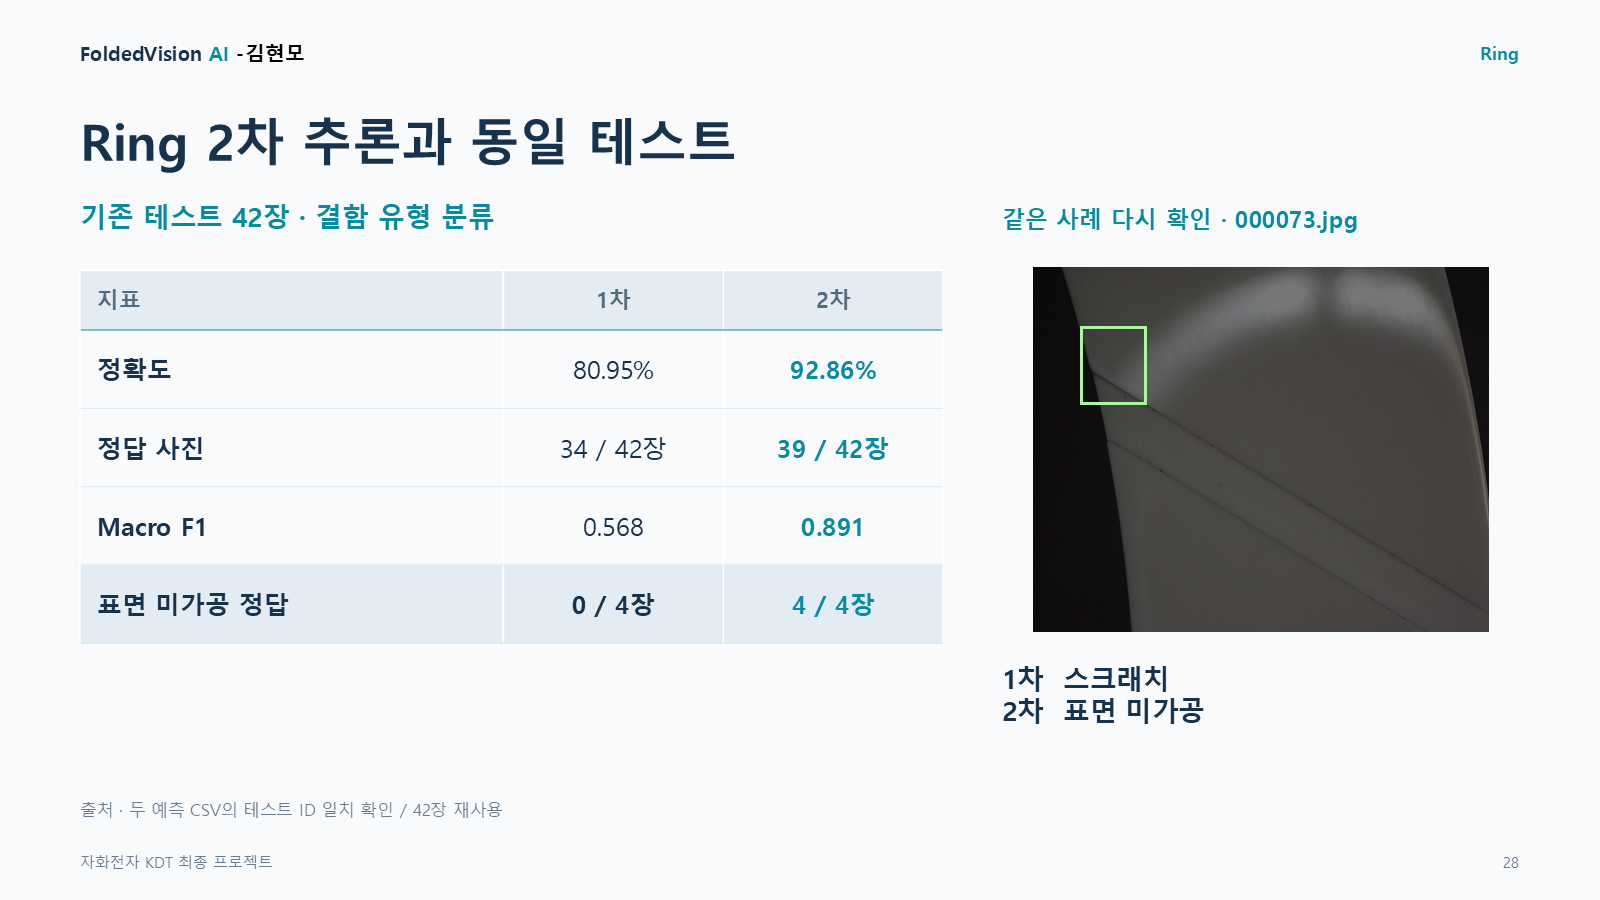 FoldedVision AI -김현모
Ring
Ring 2차 추론과 동일 테스트
기존 테스트 42장 · 결함 유형 분류
같은 사례 다시 확인 · 000073.jpg
지표 1차 2차
정확도 80.95% 92.86%
정답 사진 34 / 42장 39 / 42장
Macro F1 0.568 0.891
표면 미가공 정답 0 / 4장 4 / 4장
1차 스크래치
2차 표면 미가공
출처 · 두 예측 CSV의 테스트 ID 일치 확인 / 42장 재사용
자화전자 KDT 최종 프로젝트
28